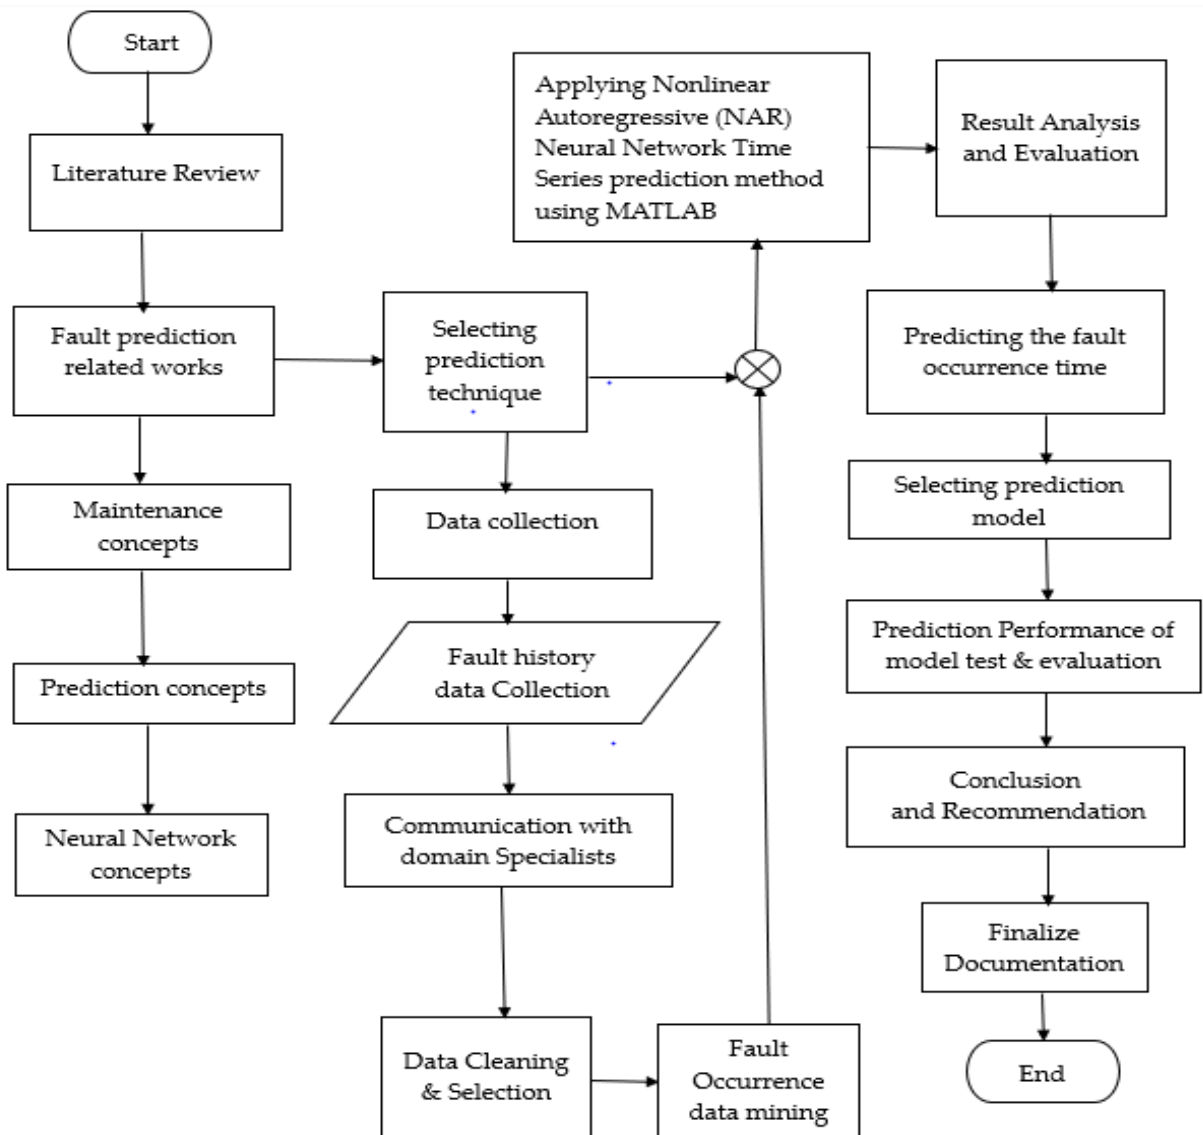 Start
Literature Review
Fault prediction
related works
Maintenance
concepts
Prediction concepts
Neural Network
concepts
Selecting
prediction
technique
Data collection
Fault history
data Collection
Communication with
domain Specialists
Data Cleaning
& Selection
Fault
Occurrence
data mining
Applying Nonlinear
Autoregressive (NAR)
Neural Network Time
Series prediction method
using MATLAB
Result Analysis
and Evaluation
Predicting the fault
occurrence time
Selecting prediction
model
Prediction Performance of
model test & evaluation
Conclusion
and Recommendation
Finalize
Documentation
End